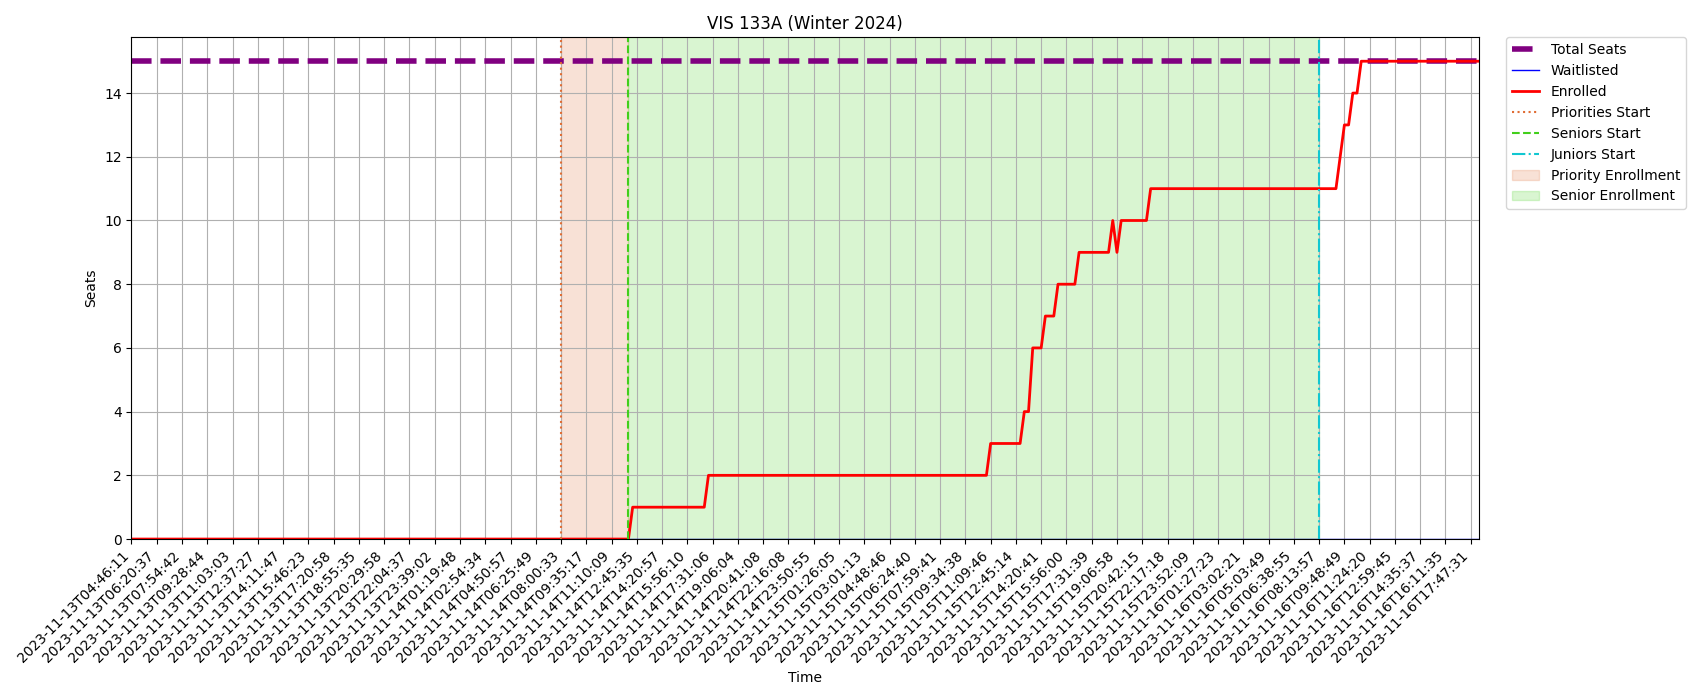 VIS 133A (Winter 2024)
Total Seats
Waitlisted
Enrolled
Priorities Start
Seniors Start
Juniors Start
Priority Enrollment
Senior Enrollment
Seats
14
12
10
8
6
4
2
0
2023-11-13T04:46:11
2023-11-13T06:20:37
2023-11-13T07:54:42
2023-11-13T09:28:44
2023-11-13T11:03:03
2023-11-13T12:37:27
2023-11-13T14:11:47
2023-11-13T15:46:23
2023-11-13T17:20:58
2023-11-13T18:55:35
2023-11-13T20:29:58
2023-11-13T22:04:37
2023-11-13T23:39:02
2023-11-14T01:19:48
2023-11-14T02:54:34
2023-11-14T04:50:57
2023-11-14T06:25:49
2023-11-14T08:00:33
2023-11-14T09:35:17
2023-11-14T11:10:09
2023-11-14T12:45:35
2023-11-14T14:20:57
2023-11-14T15:56:10
2023-11-14T17:31:06
2023-11-14T19:06:04
2023-11-14T20:41:08
2023-11-14T22:16:08
2023-11-14T23:50:55
2023-11-15T01:26:05
2023-11-15T03:01:13
2023-11-15T04:48:46
2023-11-15T06:24:40
2023-11-15T07:59:41
2023-11-15T09:34:38
2023-11-15T11:09:46
2023-11-15T12:45:14
2023-11-15T14:20:41
2023-11-15T15:56:00
2023-11-15T17:31:39
2023-11-15T19:06:58
2023-11-15T20:42:15
2023-11-15T22:17:18
2023-11-15T23:52:09
2023-11-16T01:27:23
2023-11-16T03:02:21
2023-11-16T05:03:49
2023-11-16T06:38:55
2023-11-16T08:13:57
2023-11-16T09:48:49
2023-11-16T11:24:20
2023-11-16T12:59:45
2023-11-16T14:35:37
2023-11-16T16:11:35
2023-11-16T17:47:31
Time